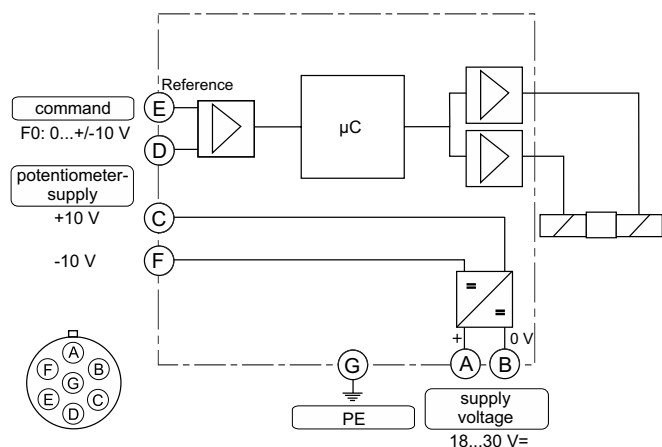 Reference
command
E
F0: 0...+/-10 V
D
µC
potentiometer-
supply
+10 V
C
-10 V
F
=
=
+
0 V
G
A
B
PE
supply
voltage
18...30 V=
A
F
B
G
E
C
D